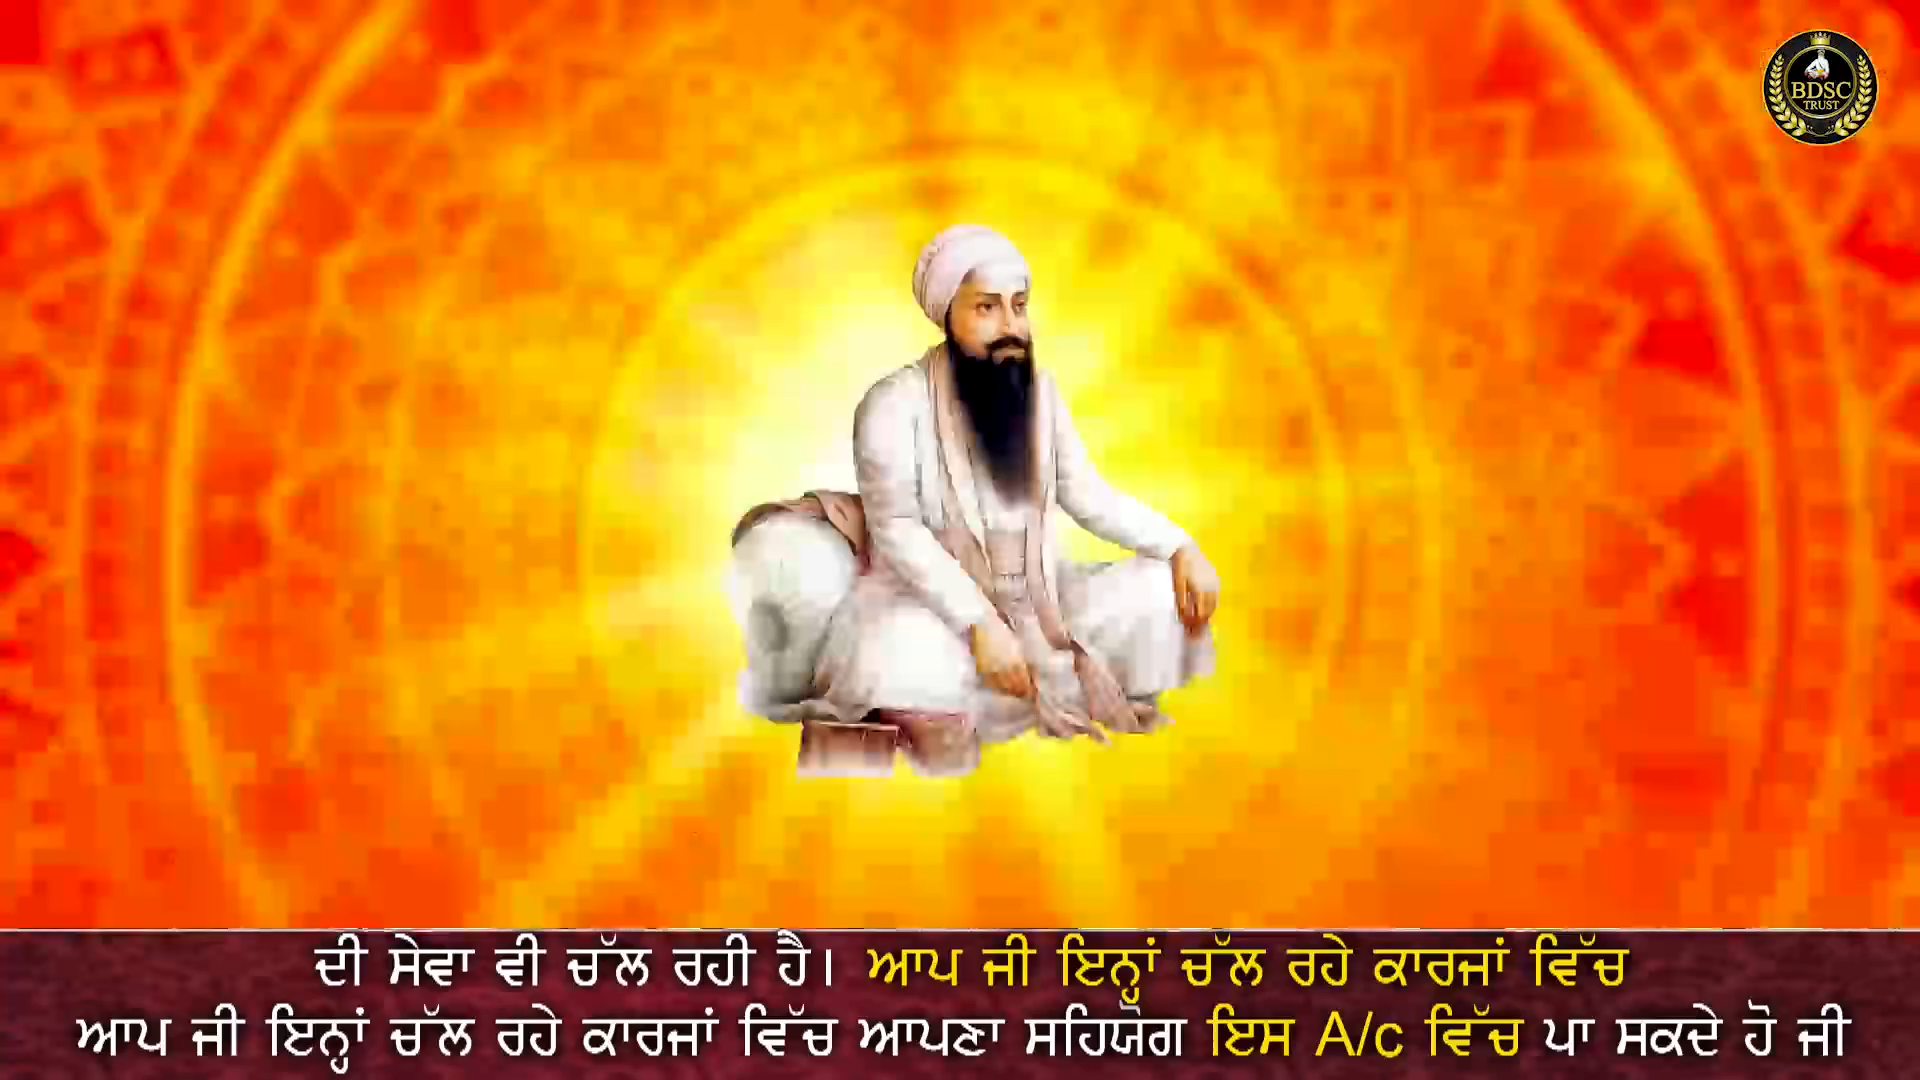 BDSC
TRUST
ਦੀ ਸੇਵਾ ਵੀ ਚੱਲ ਰਹੀ ਹੈ। ਆਪ ਜੀ ਇਨ੍ਹਾਂ ਚੱਲ ਰਹੇ ਕਾਰਜਾਂ ਵਿੱਚ
ਆਪ ਜੀ ਇਨ੍ਹਾਂ ਚੱਲ ਰਹੇ ਕਾਰਜਾਂ ਵਿੱਚ ਆਪਣਾ ਸਹਿਯੋਗ ਇਸ A/c ਵਿੱਚ ਪਾ ਸਕਦੇ ਹੋ ਜੀ